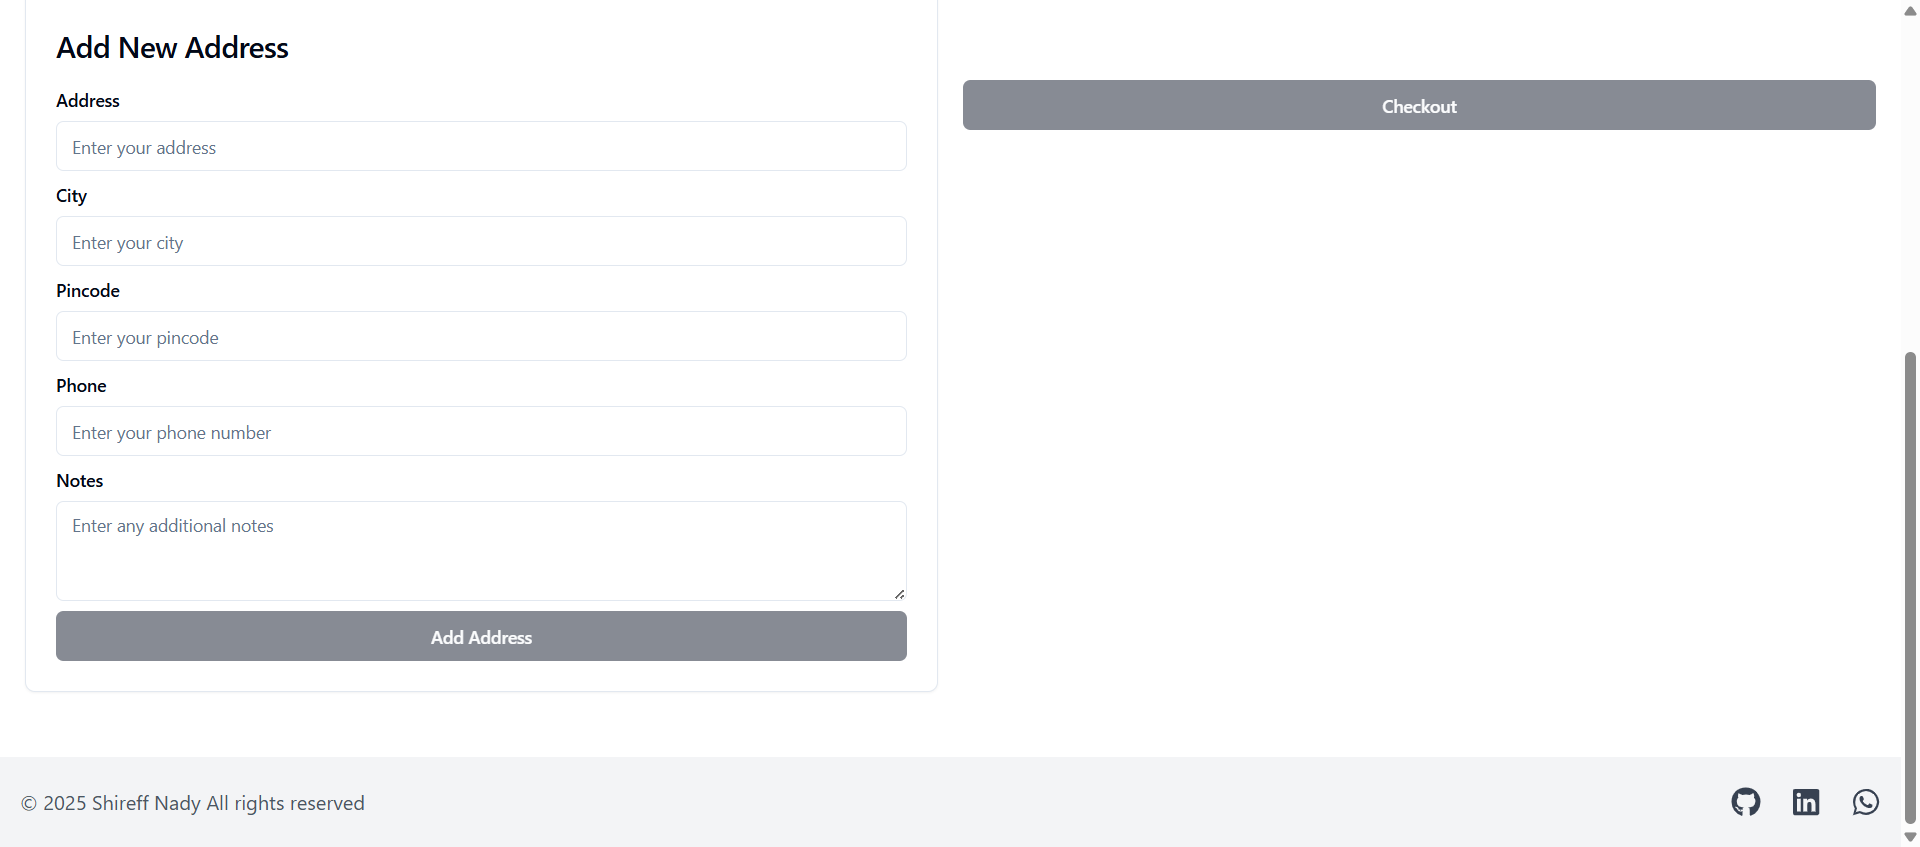 Add New Address
Address
Enter your address
City
Enter your city
Pincode
Enter your pincode
Phone
Enter your phone number
Notes
Enter any additional notes
Add Address
Checkout
© 2025 Shireff Nady All rights reserved